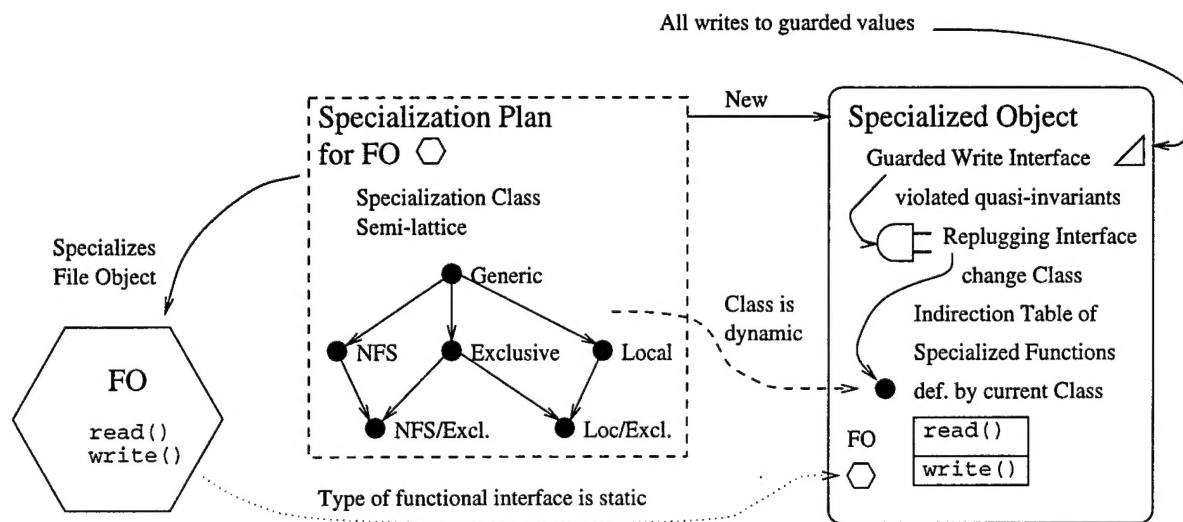 All writes to guarded values
New
Specialization Plan
for FO
Specialization Class
Semi-lattice
Generic
NFS
Exclusive
Local
NFS/Excl.
Loc/Excl.
Specializes
File Object
FO
read()
write()
Class is
dynamic
Type of functional interface is static
Specialized Object
Guarded Write Interface
violated quasi-invariants
Replugging Interface
change Class
Indirection Table of
Specialized Functions
def. by current Class
FO
read()
write()